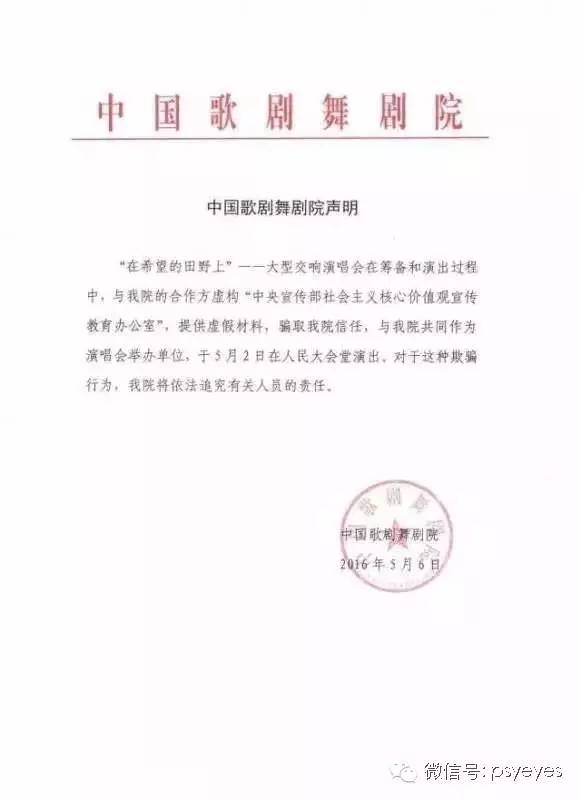 中国歌剧舞剧院
中国歌剧舞剧院声明
“在希望的田野上”——大型交响演唱会在筹备和演出过程
中，与我院的合作方虚构“中央宣传部社会主义核心价值观宣传
教育办公室”，提供虚假材料，骗取我院信任，与我院共同作为
演唱会举办单位，于5月2日在人民大会堂演出。对于这种欺骗
行为，我院将依法追究有关人员的责任。
中国歌剧舞剧院
中国歌剧舞剧院
2016年5月6日
微信号: psyeyes